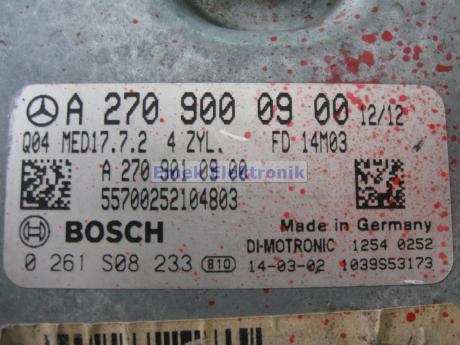 A 270 900 09 00 12/12
Q04 MED17.7.2 4 ZYL. FD 14M03
A 270 901 09 00
Emek Elektronik
55700252104803
BOSCH
Made in Germany
DI-MOTRONIC 1254 0252
0 261 S08 233 810 14-03-02 1039S53173